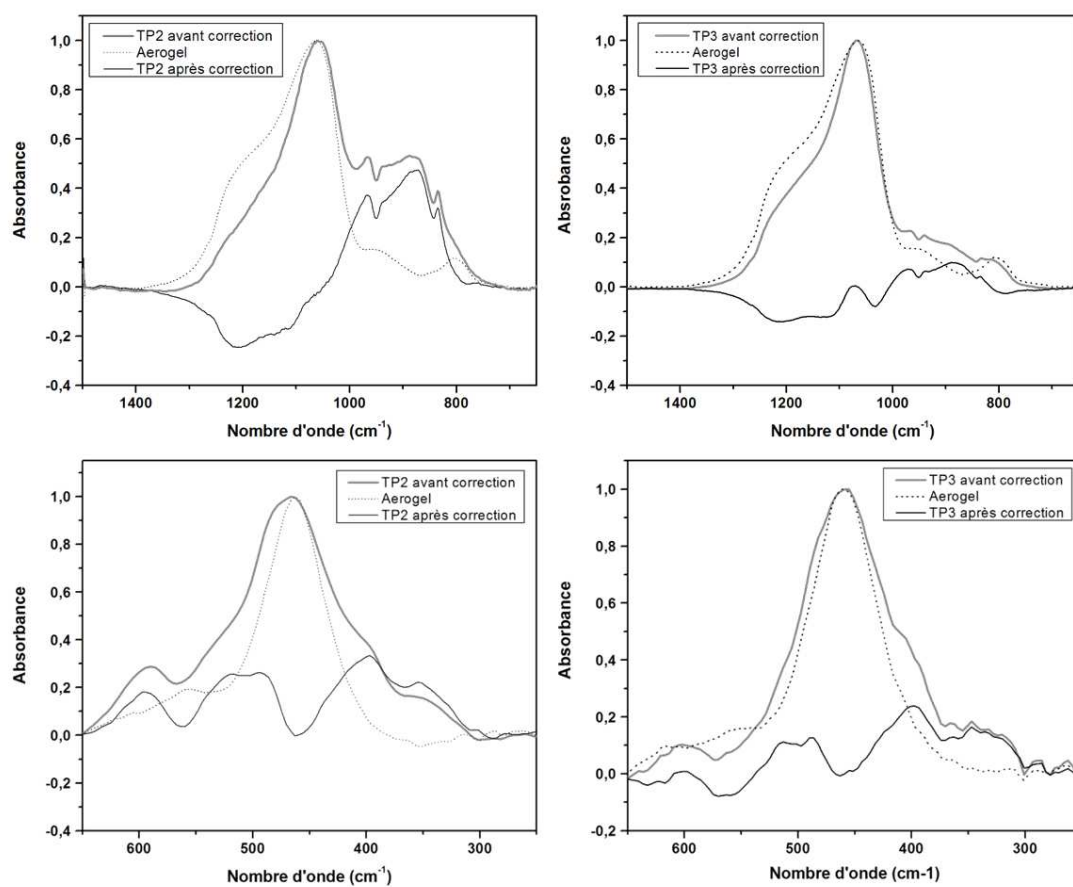 TP2 avant correction
Aerogel
TP2 après correction
1,0
0,8
0,6
0,4
0,2
0,0
-0,2
-0,4
Absorbance
1400
1200
1000
800
Nombre d'onde (cm-1)
TP3 avant correction
Aerogel
TP3 après correction
1,0
0,8
0,6
0,4
0,2
0,0
-0,2
-0,4
Absrobance
1400
1200
1000
800
Nombre d'onde (cm-1)
TP2 avant correction
Aerogel
TP2 après correction
1,0
0,8
0,6
0,4
0,2
0,0
-0,2
-0,4
Absorbance
600
500
400
300
Nombre d'onde (cm-1)
TP3 avant correction
Aerogel
TP3 après correction
1,0
0,8
0,6
0,4
0,2
0,0
-0,2
Absorbance
600
500
400
300
Nombre d'onde (cm-1)